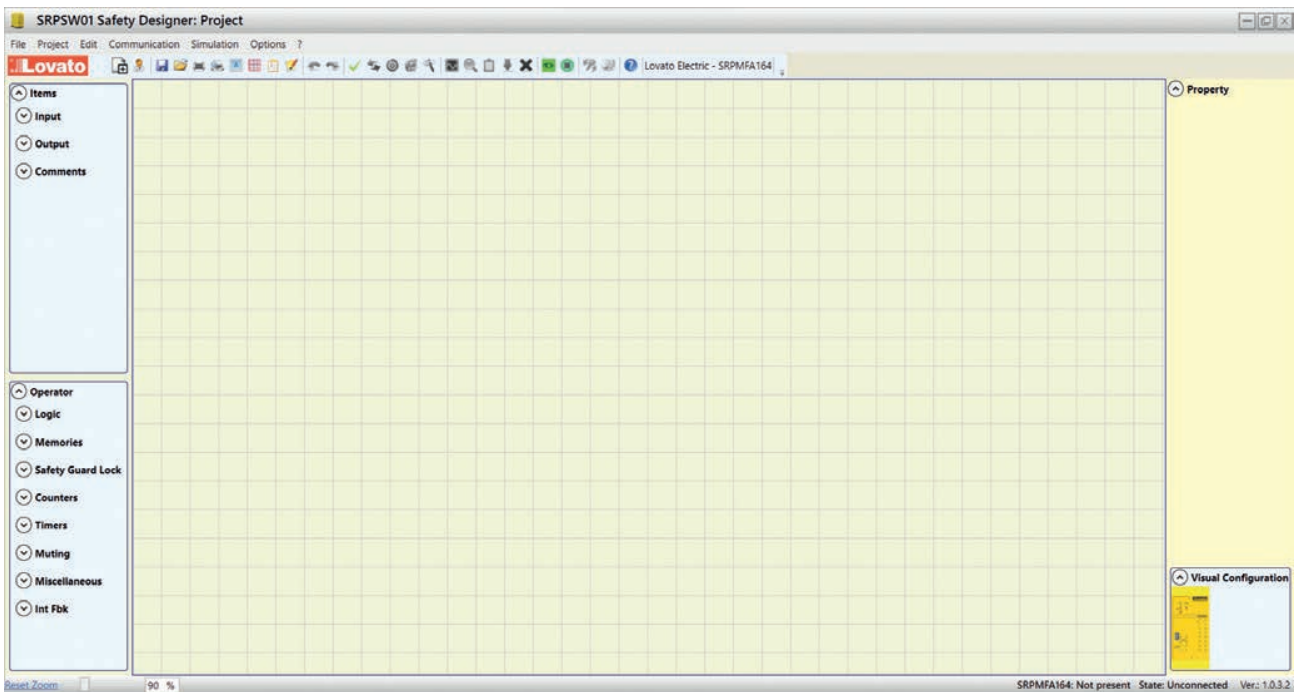 SRPSW01 Safety Designer: Project
File Project Edit Communication Simulation Options ?
Lovato
Lovato Electric - SRPMFA164
Items
Input
Output
Comments
Operator
Logic
Memories
Safety Guard Lock
Counters
Timers
Muting
Miscellaneous
Int Fbk
Property
Visual Configuration
Reset Zoom
90 %
SRPMFA164: Not present State: Unconnected Ver.: 1.0.3.2